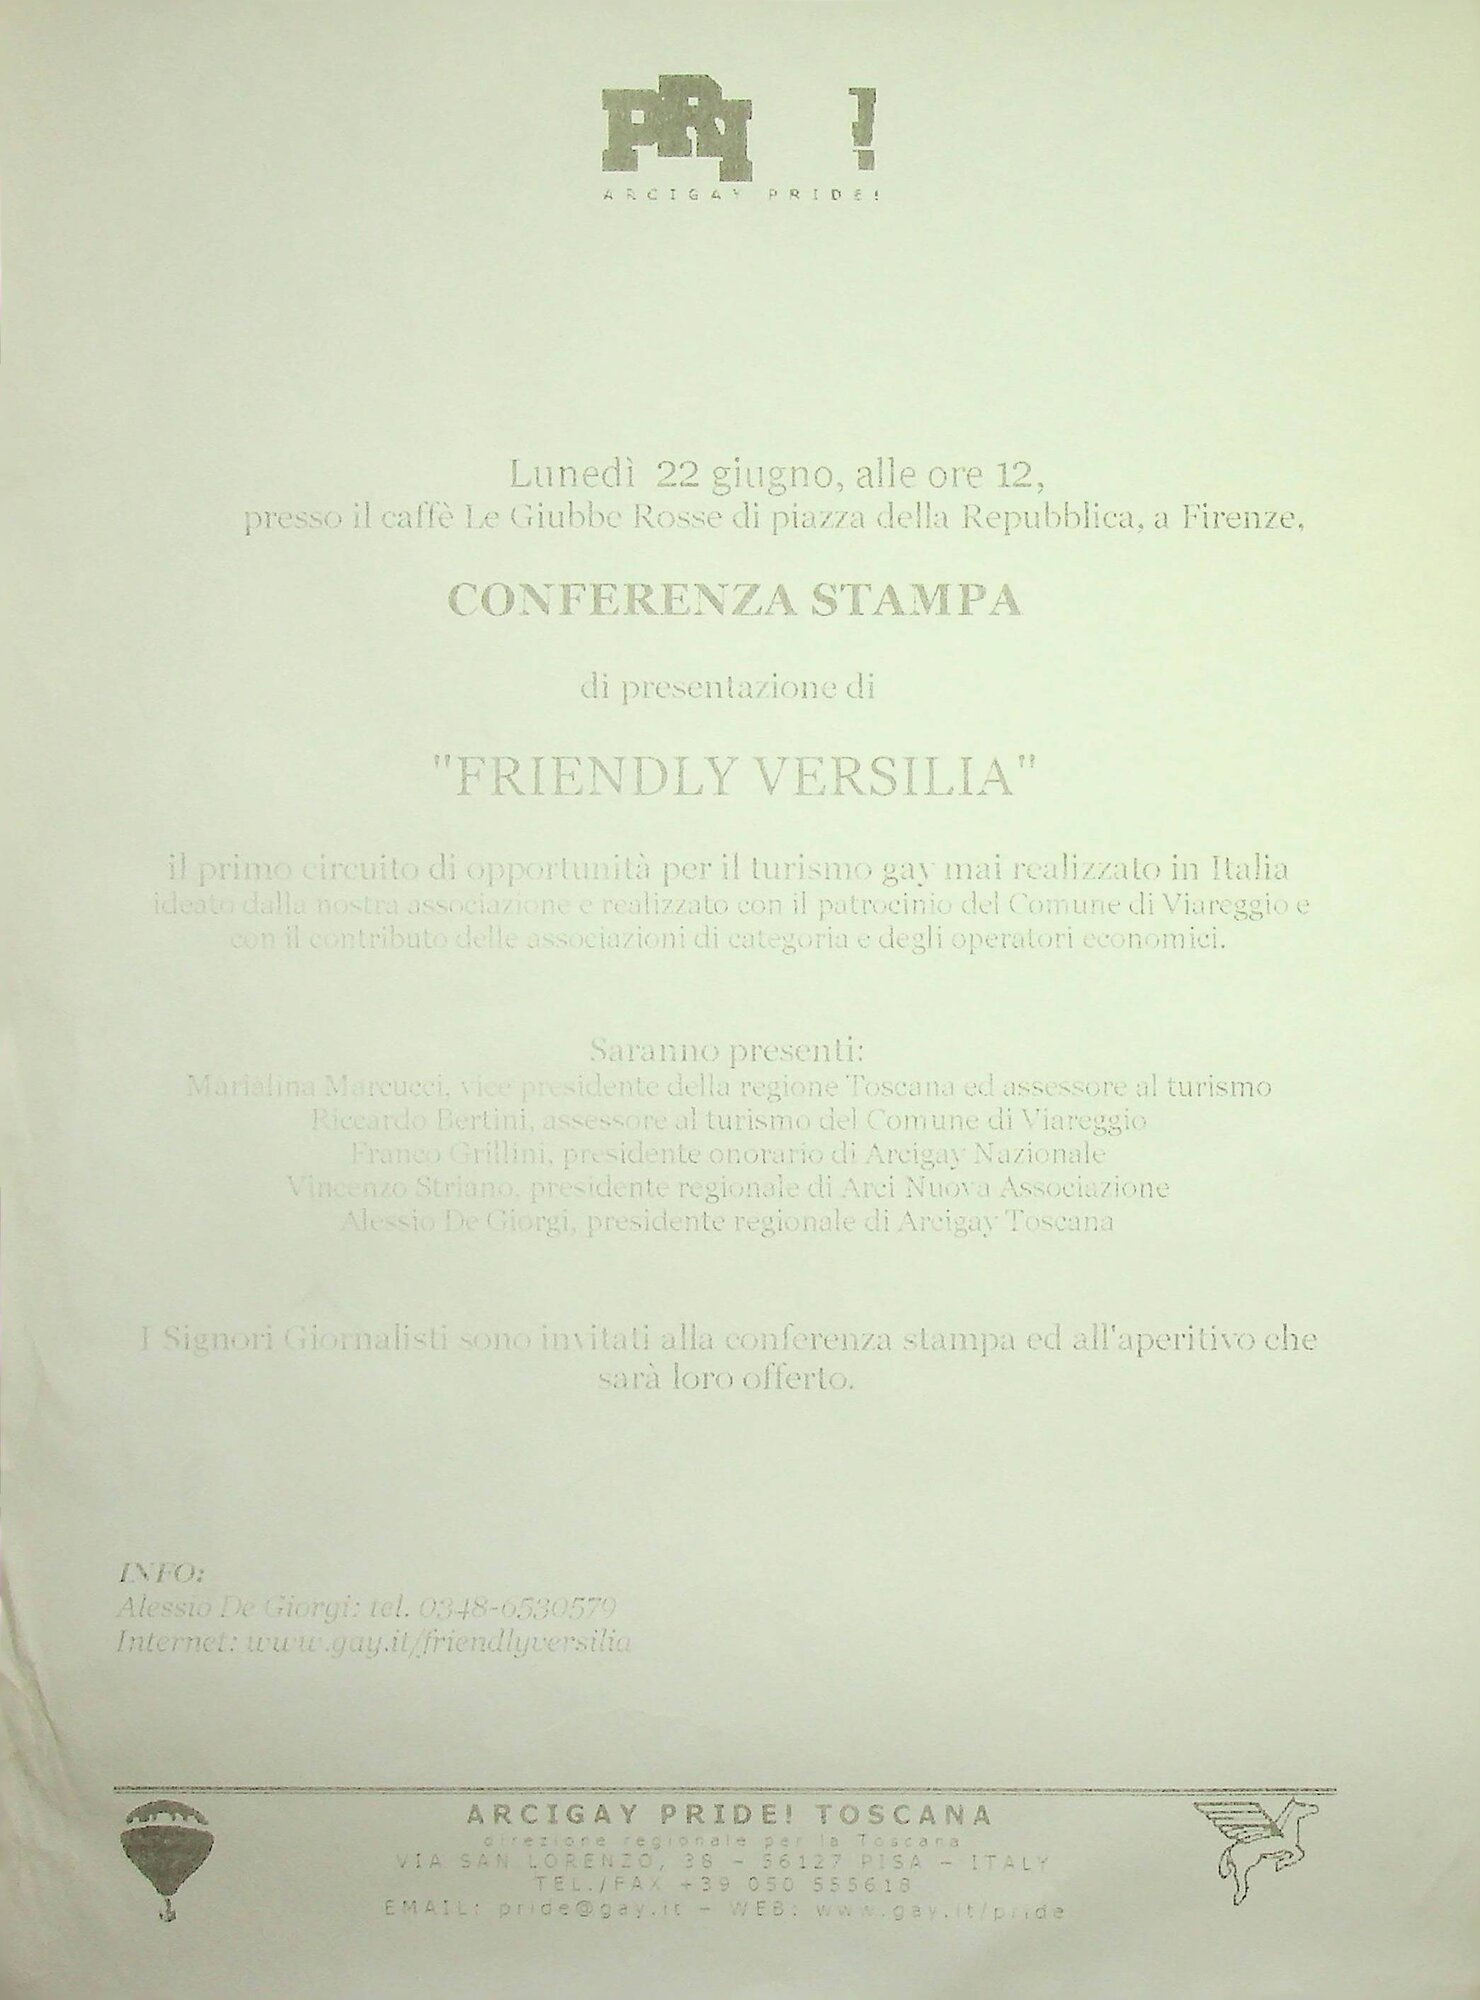 PRI !
ARCIGAY PRIDE!
Lunedì 22 giugno, alle ore 12,
presso il caffè Le Giubbe Rosse di piazza della Repubblica, a Firenze,
CONFERENZA STAMPA
di presentazione di
"FRIENDLY VERSILIA"
il primo circuito di opportunità per il turismo gay mai realizzato in Italia
ideato dalla nostra associazione e realizzato con il patrocinio del Comune di Viareggio e
con il contributo delle associazioni di categoria e degli operatori economici.
Saranno presenti:
Marialina Marcucci, vice presidente della regione Toscana ed assessore al turismo
Riccardo Bertini, assessore al turismo del Comune di Viareggio
Franco Grillini, presidente onorario di Arcigay Nazionale
Vincenzo Striano, presidente regionale di Arci Nuova Associazione
Alessio De Giorgi, presidente regionale di Arcigay Toscana
I Signori Giornalisti sono invitati alla conferenza stampa ed all'aperitivo che
sarà loro offerto.
INFO:
Alessio De Giorgi: tel. 0348-6530579
Internet: www.gay.it/friendlyversilia
ARCIGAY PRIDE! TOSCANA
direzione regionale per la Toscana
VIA SAN LORENZO, 38 - 56127 PISA - ITALY
TEL./FAX +39 050 555618
EMAIL: pride@gay.it - WEB: www.gay.it/pride